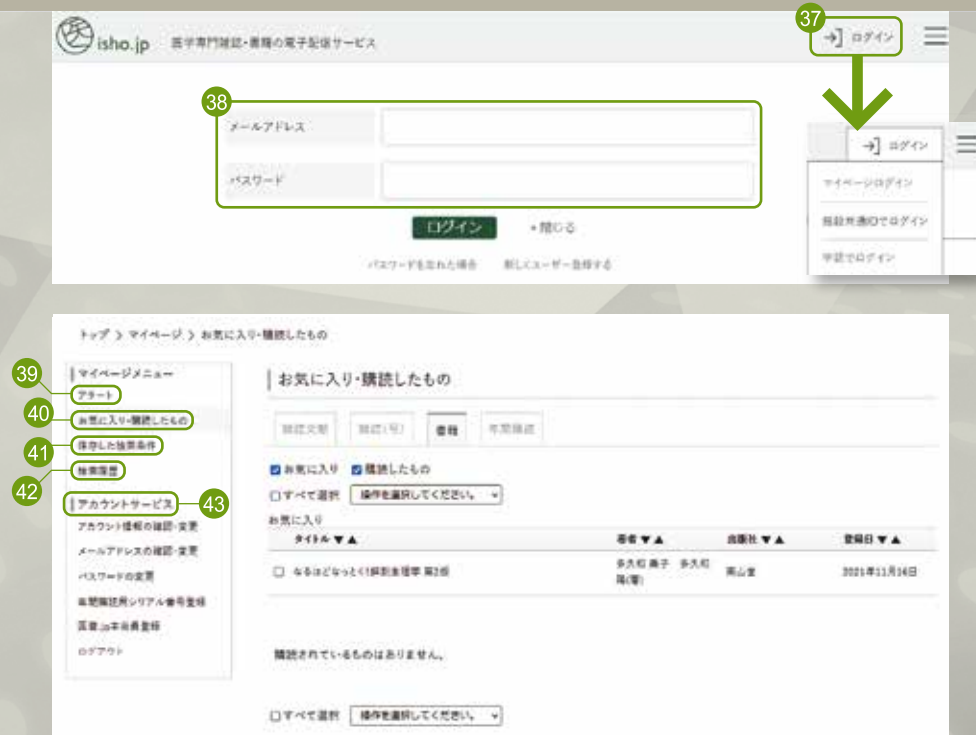 37
isho.jp 医学専門雑誌・書籍の電子配信サービス
ログイン
38
メールアドレス
パスワード
ログイン
・閉じる
パスワードを忘れた場合 新しくユーザー登録する
ログイン
マイページログイン
施設共通IDでログイン
学認でログイン
トップ > マイページ > お気に入り・購読したもの
マイページメニュー
39
アラート
40
お気に入り・購読したもの
41
保存した検索条件
42
検索履歴
アカウントサービス
43
アカウント情報の確認・変更
メールアドレスの確認・変更
パスワードの変更
年間購読用シリアル番号登録
医書.jp本会員登録
ログアウト
お気に入り・購読したもの
雑誌文献 雑誌(号) 書籍 年間購読
お気に入り 購読したもの
すべて選択 操作を選択してください。
お気に入り
タイトル ▼▲ 著者 ▼▲ 出版社 ▼▲ 登録日 ▼▲
なるほどなっとく!解剖生理学 第2版 多久和 典子 多久和 陽(著) 南山堂
購読されているものはありません。
すべて選択 操作を選択してください。